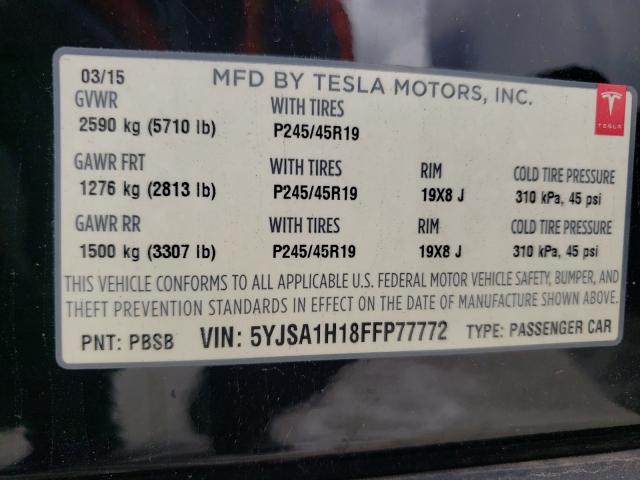 03/15 MFD BY TESLA MOTORS, INC.
TESLA
GVWR WITH TIRES
2590 kg (5710 lb) P245/45R19
GAWR FRT WITH TIRES RIM COLD TIRE PRESSURE
1276 kg (2813 lb) P245/45R19 19X8 J 310 kPa, 45 psi
GAWR RR WITH TIRES RIM COLD TIRE PRESSURE
1500 kg (3307 lb) P245/45R19 19X8 J 310 kPa, 45 psi
THIS VEHICLE CONFORMS TO ALL APPLICABLE U.S. FEDERAL MOTOR VEHICLE SAFETY, BUMPER, AND
THEFT PREVENTION STANDARDS IN EFFECT ON THE DATE OF MANUFACTURE SHOWN ABOVE.
PNT: PBSB VIN: 5YJSA1H18FFP77772 TYPE: PASSENGER CAR